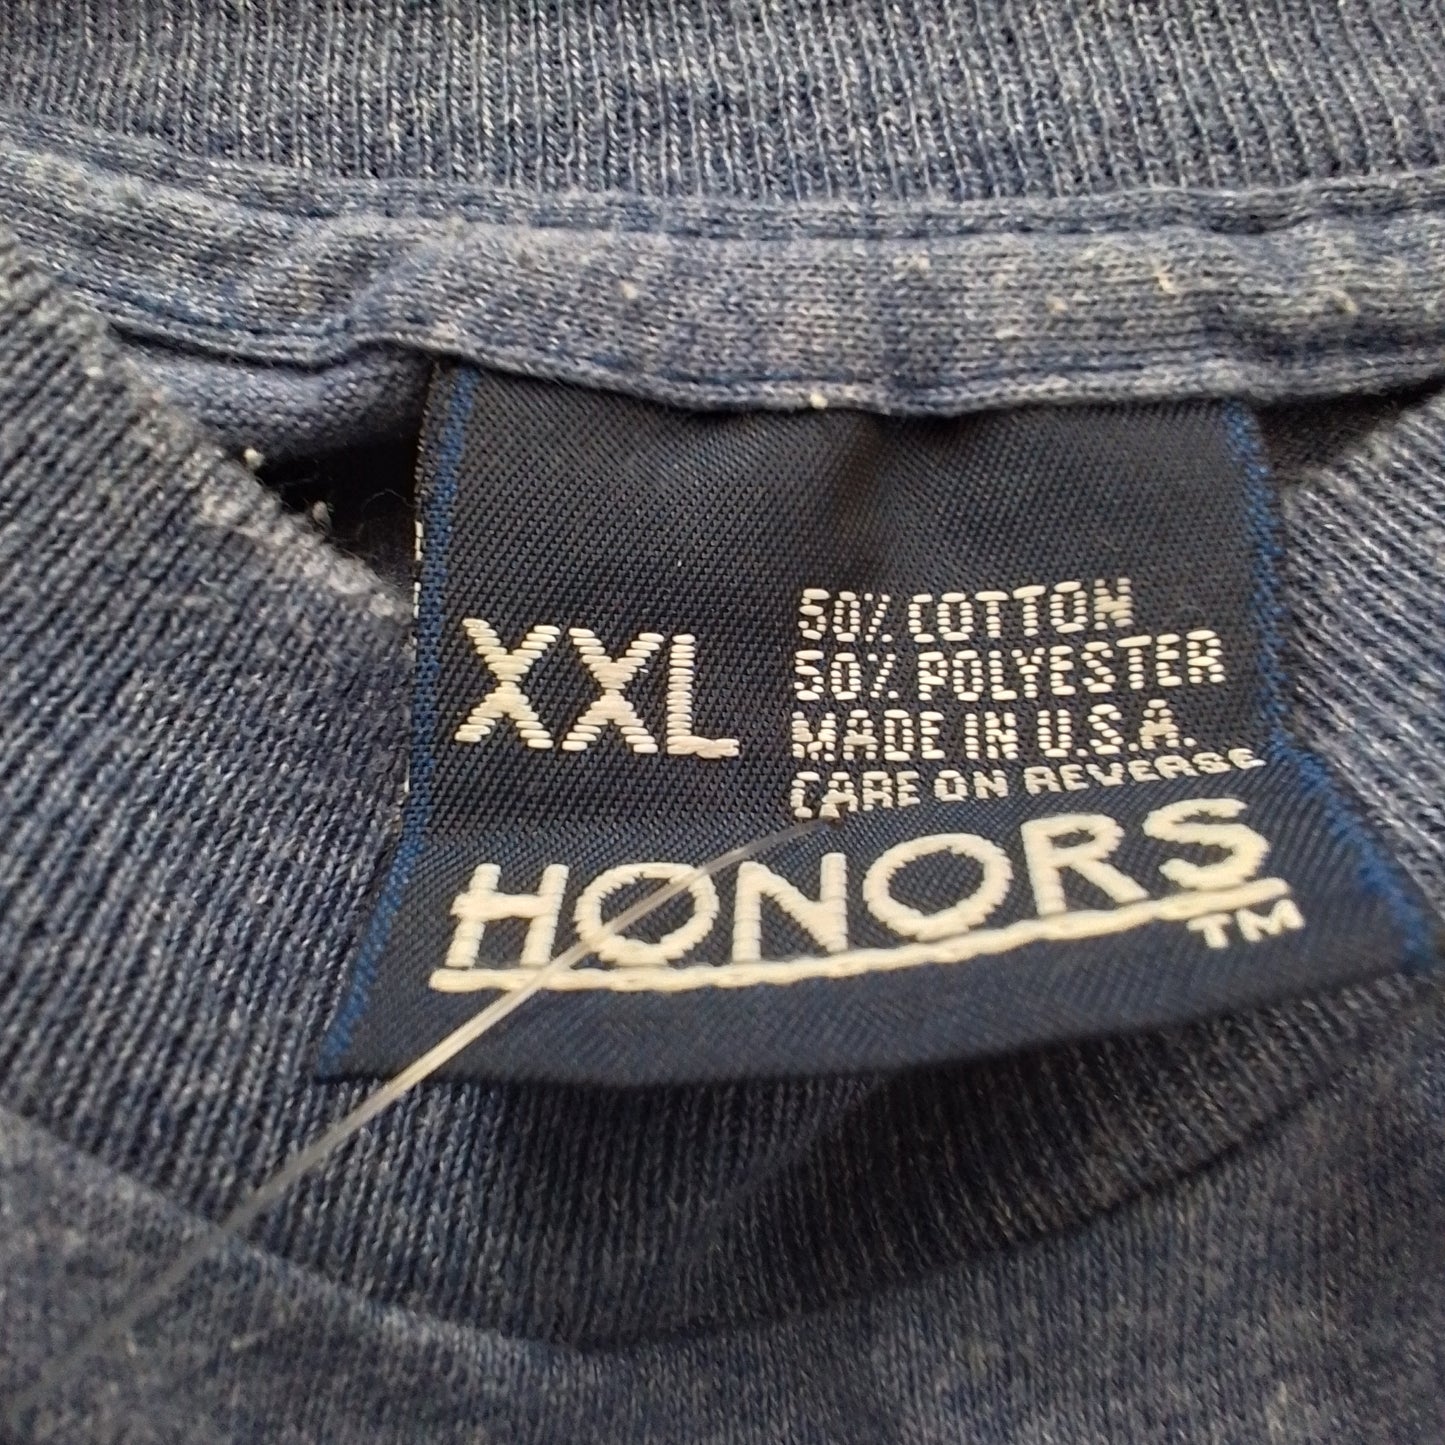 XXL
50% COTTON
50% POLYESTER
MADE IN U.S.A.
CARE ON REVERSE
HONORS
TM